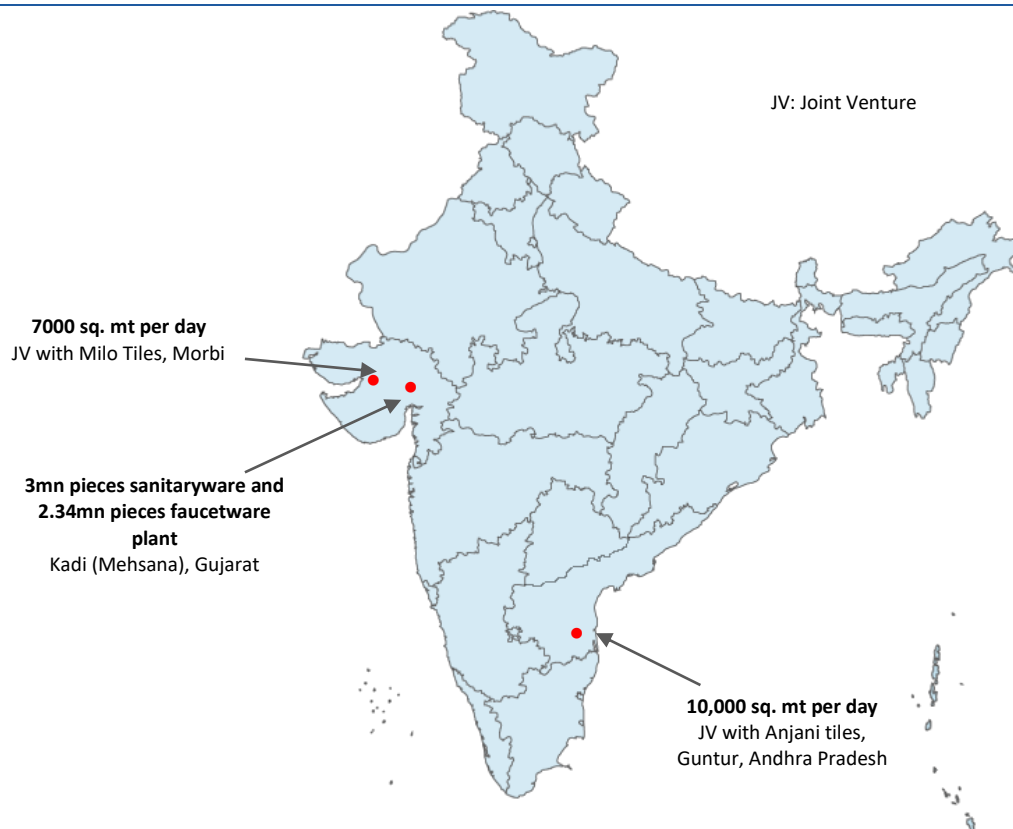 JV: Joint Venture
7000 sq. mt per day
JV with Milo Tiles, Morbi
3mn pieces sanitaryware and
2.34mn pieces faucetware
plant
Kadi (Mehsana), Gujarat
10,000 sq. mt per day
JV with Anjani tiles,
Guntur, Andhra Pradesh